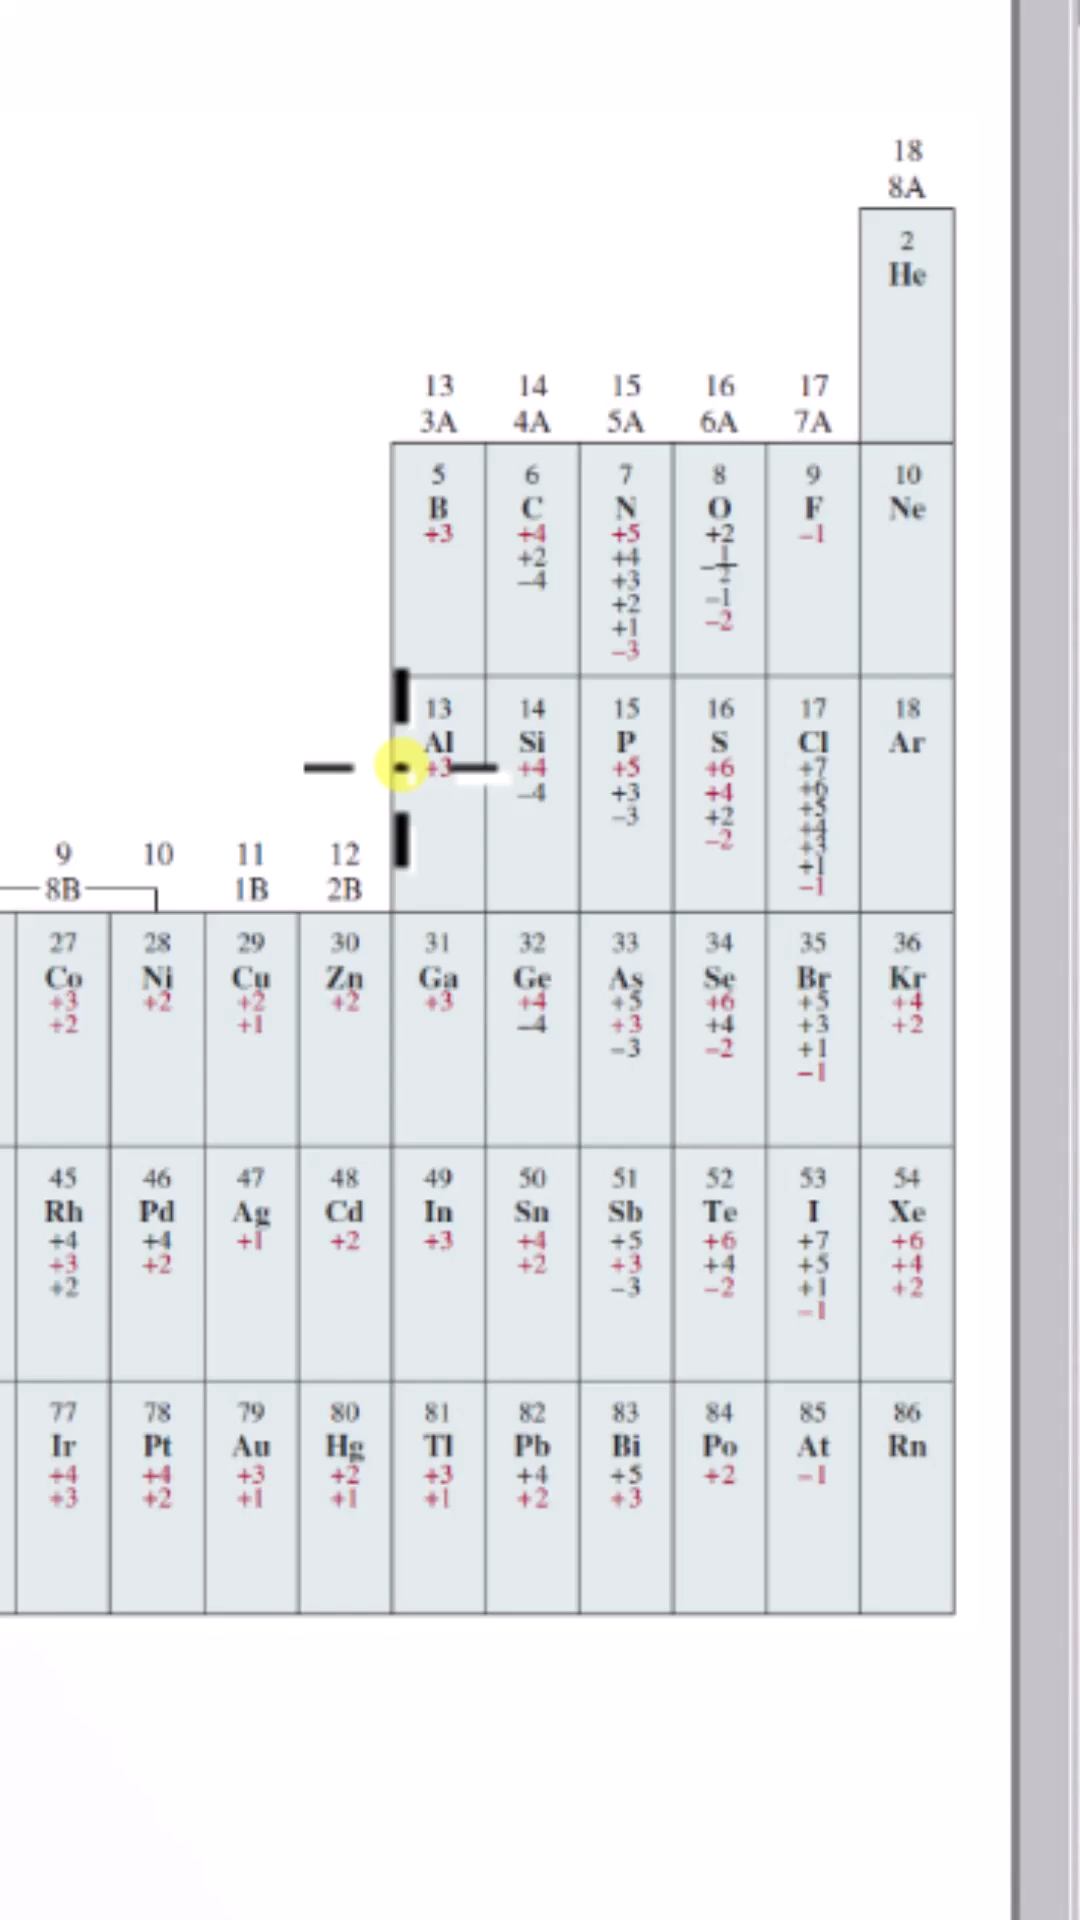 18
8A
2
He
13 14 15 16 17
3A 4A 5A 6A 7A
5 6 7 8 9 10
B C N O F Ne
+3 +4 +5 +2 –1
+2 +4 –1/2
–4 +3 –1
+2 –2
+1
–3
13 14 15 16 17 18
Al Si P S Cl Ar
+3 +4 +5 +6 +7
–4 +3 +4 +6
–3 +2 +5
–2 +4
+3
+1
–1
9 10 11 12
8B 1B 2B
27 28 29 30 31 32 33 34 35 36
Co Ni Cu Zn Ga Ge As Se Br Kr
+3 +2 +2 +2 +3 +4 +5 +6 +5 +4
+2 +1 –4 +3 +4 +3 +2
–3 –2 +1
–1
45 46 47 48 49 50 51 52 53 54
Rh Pd Ag Cd In Sn Sb Te I Xe
+4 +4 +1 +2 +3 +4 +5 +6 +7 +6
+3 +2 +2 +3 +4 +5 +4
+2 –3 –2 +1 +2
–1
77 78 79 80 81 82 83 84 85 86
Ir Pt Au Hg Tl Pb Bi Po At Rn
+4 +4 +3 +2 +3 +4 +5 +2 –1
+3 +2 +1 +1 +1 +2 +3